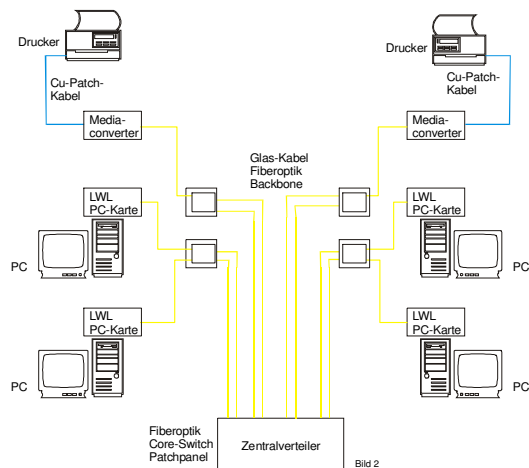 Drucker
Drucker
Cu-Patch-
Kabel
Cu-Patch-
Kabel
Media-
converter
Media-
converter
Glas-Kabel
Fiberoptik
Backbone
LWL
PC-Karte
LWL
PC-Karte
PC
PC
LWL
PC-Karte
LWL
PC-Karte
PC
PC
Fiberoptik
Core-Switch
Patchpanel
Zentralverteiler
Bild 2